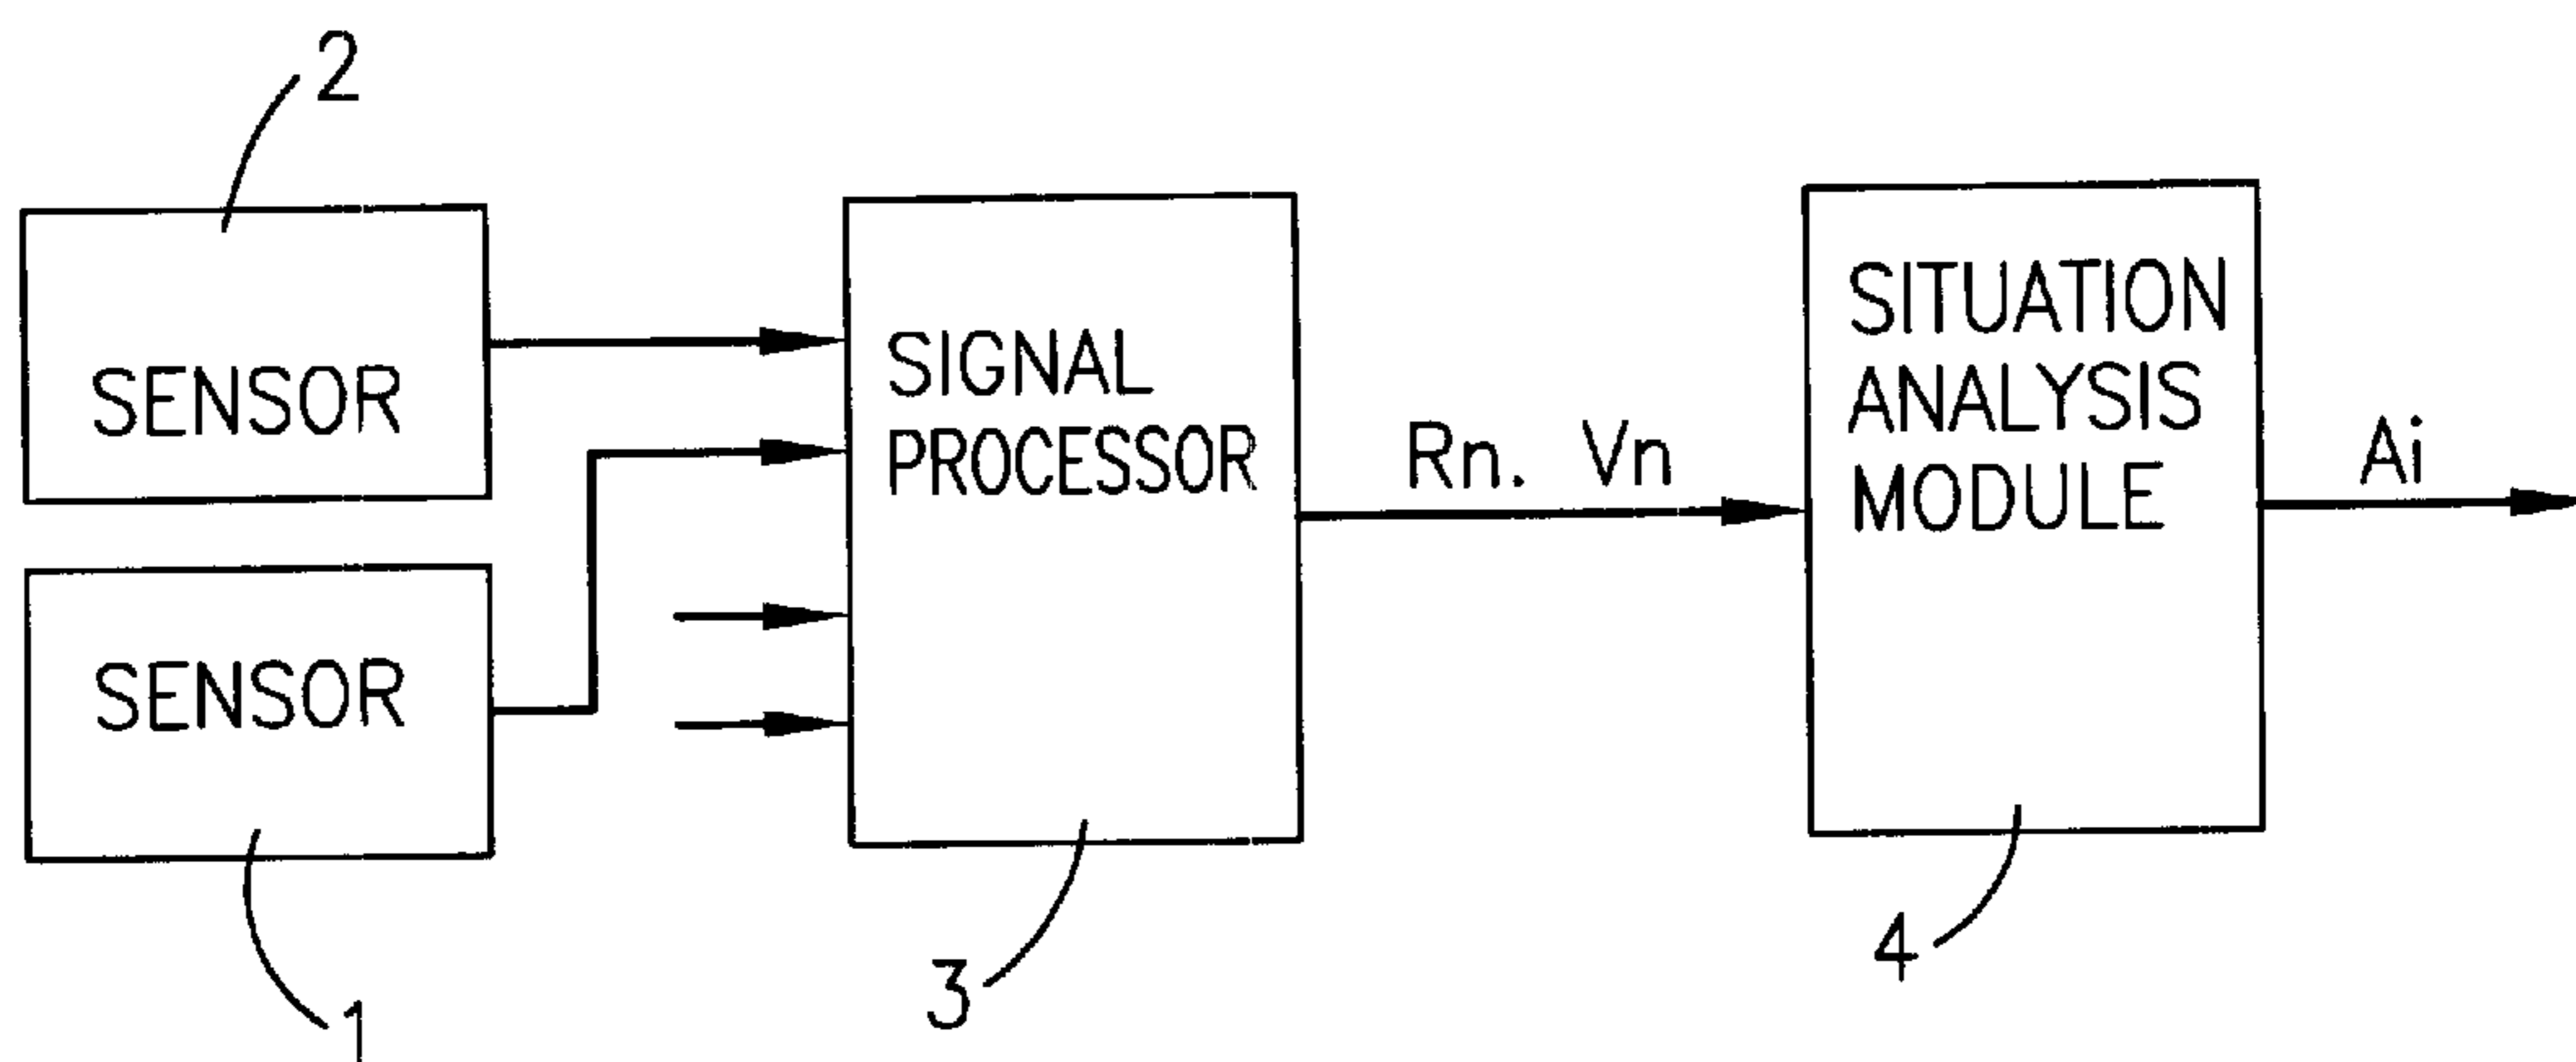 2
SENSOR
SENSOR
1
SIGNAL
PROCESSOR
3
Rn. Vn
SITUATION
ANALYSIS
MODULE
4
Ai